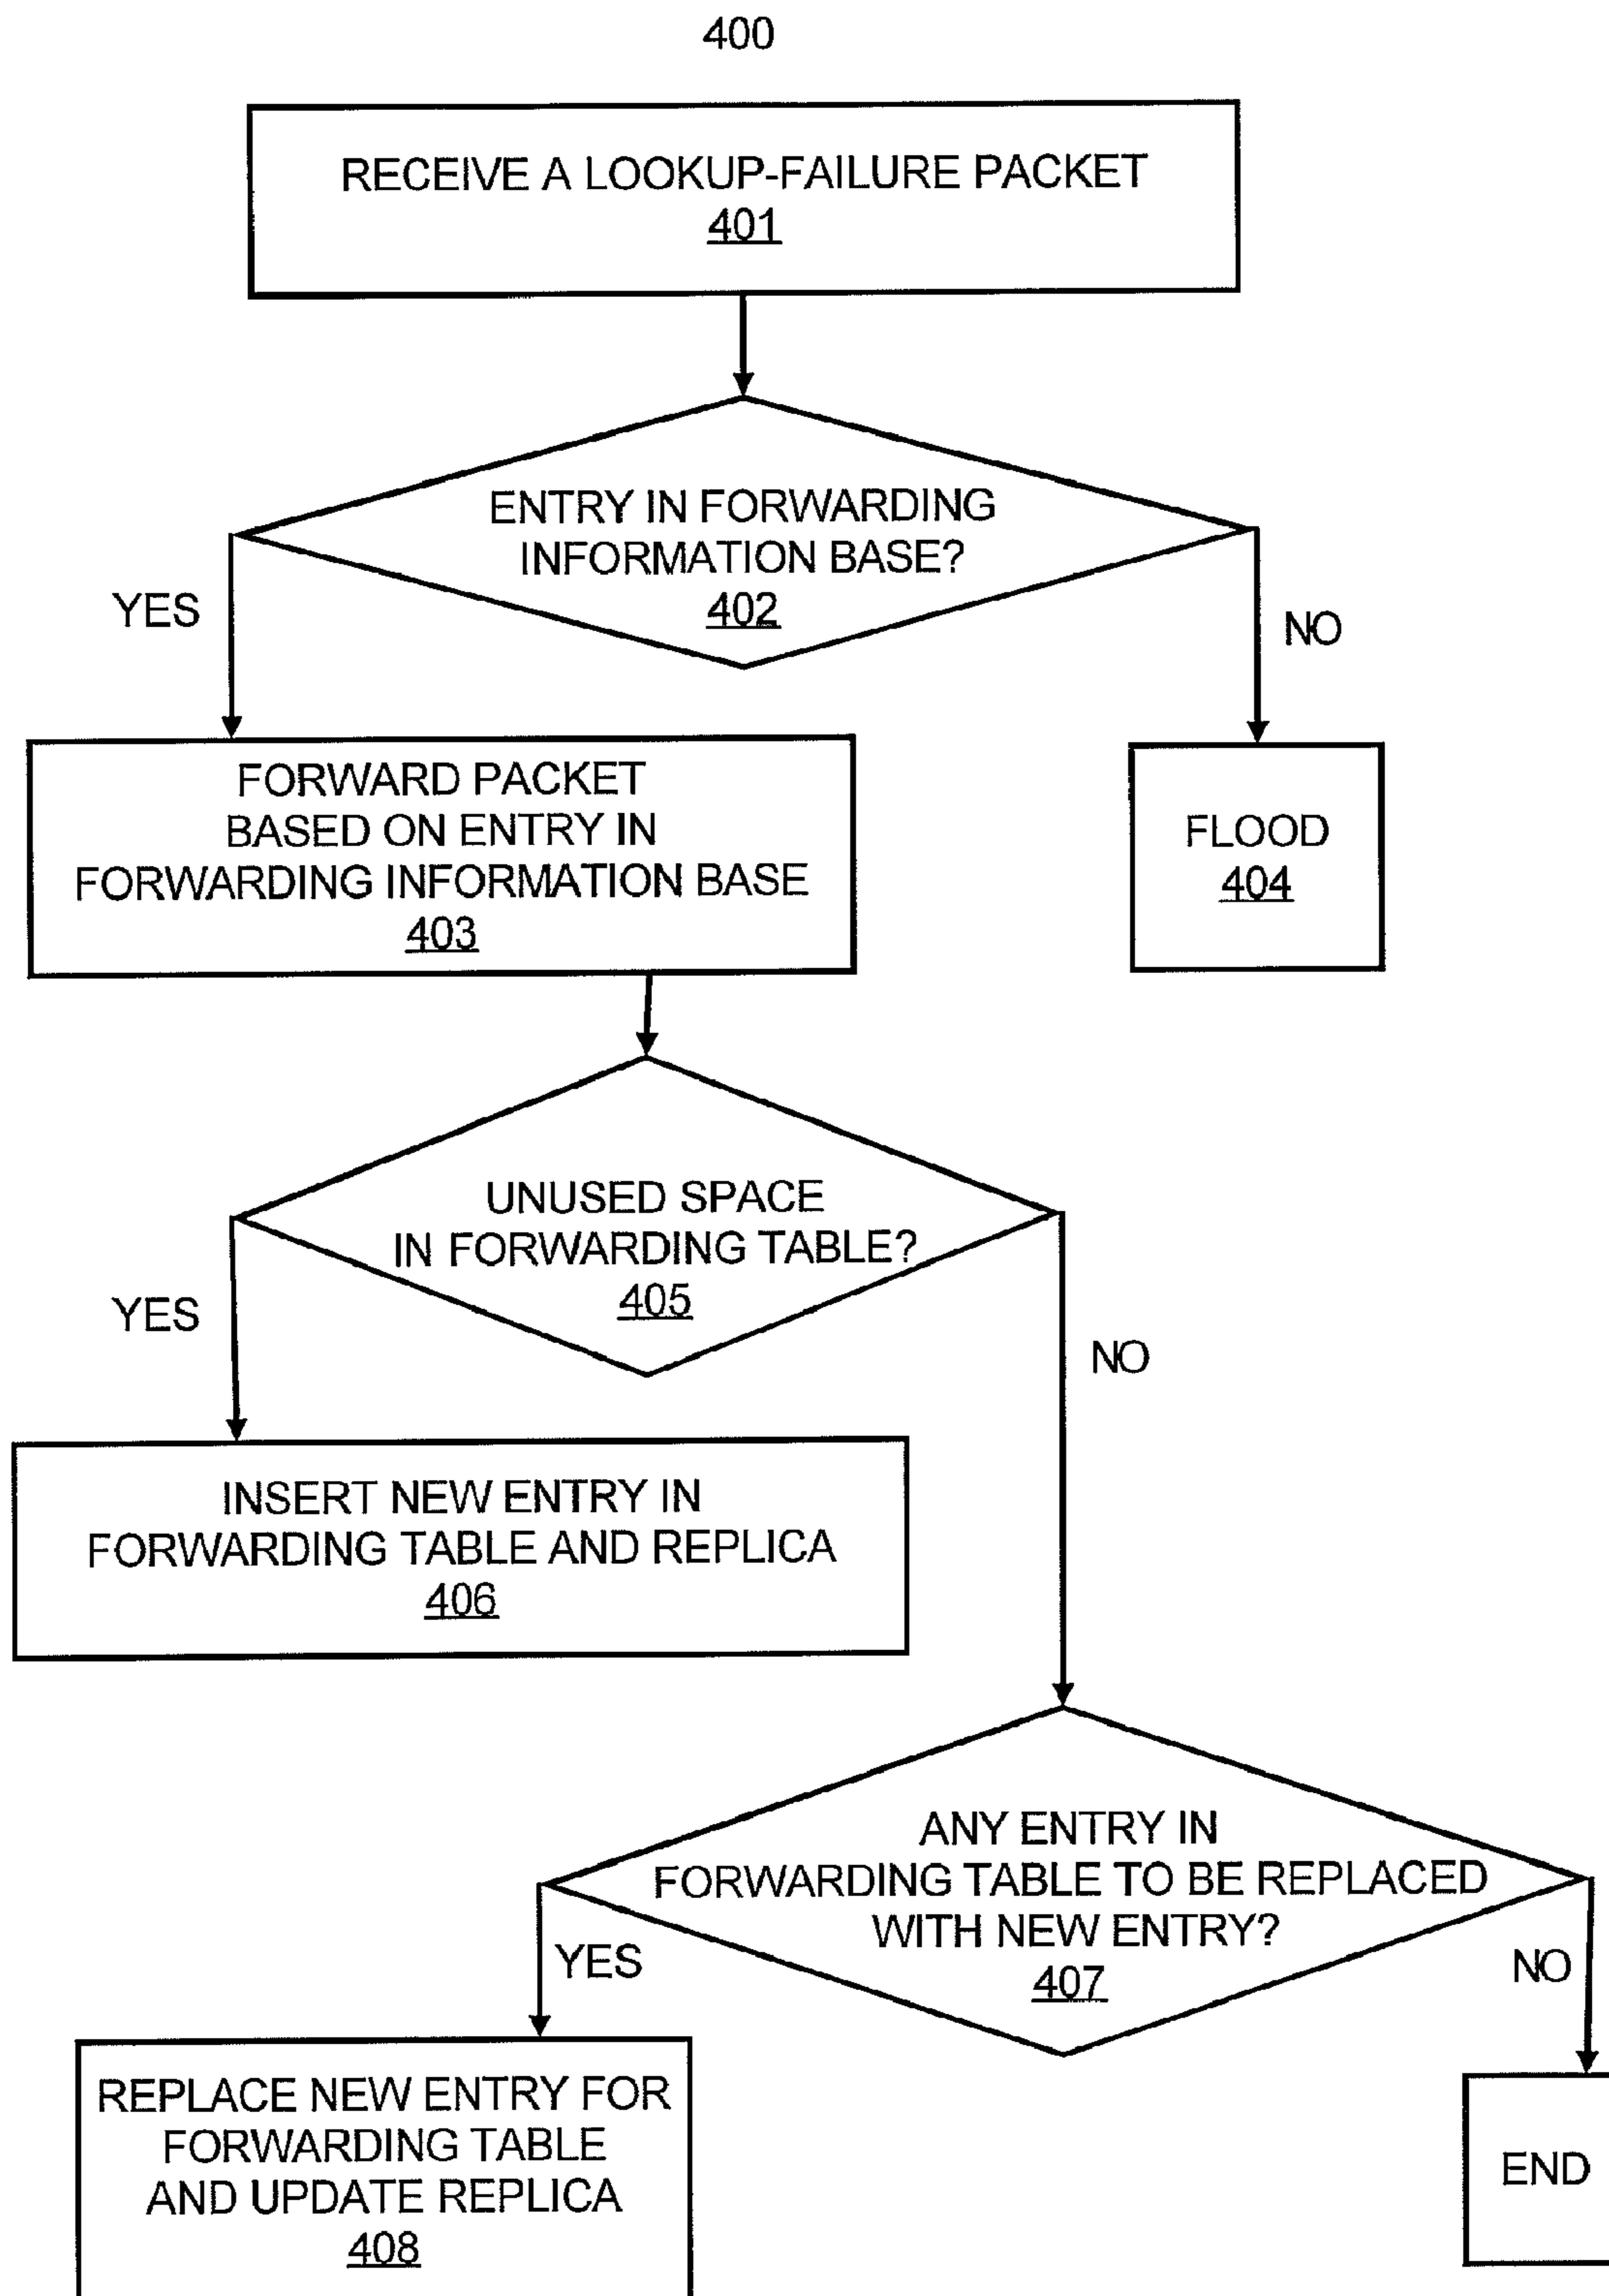 400
RECEIVE A LOOKUP-FAILURE PACKET
401
ENTRY IN FORWARDING
INFORMATION BASE?
402
YES
NO
FORWARD PACKET
BASED ON ENTRY IN
FORWARDING INFORMATION BASE
403
FLOOD
404
UNUSED SPACE
IN FORWARDING TABLE?
405
YES
NO
INSERT NEW ENTRY IN
FORWARDING TABLE AND REPLICA
406
ANY ENTRY IN
FORWARDING TABLE TO BE REPLACED
WITH NEW ENTRY?
407
YES
NO
REPLACE NEW ENTRY FOR
FORWARDING TABLE
AND UPDATE REPLICA
408
END